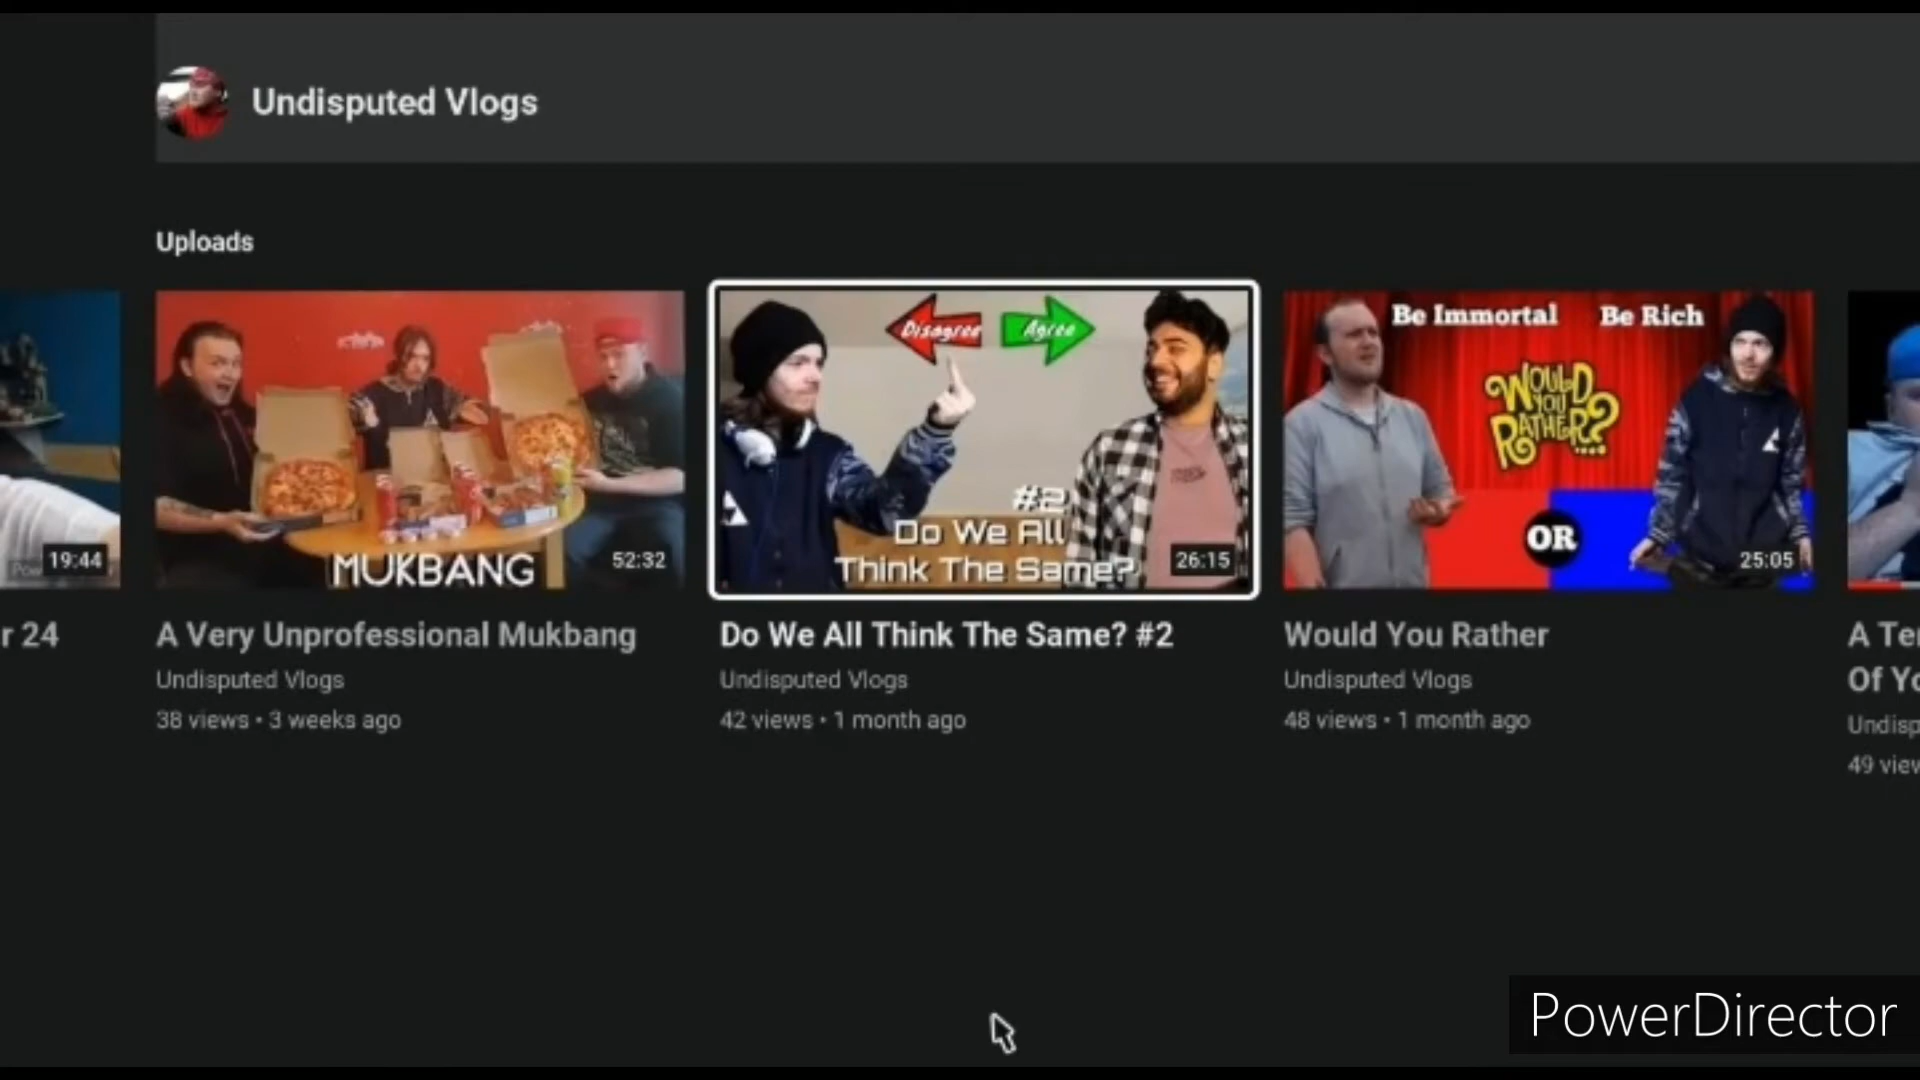 Undisputed Vlogs
Uploads
19:44
MUKBANG
52:32
Disagree
Agree
#2
Do We All
Think The Same?
26:15
Be Immortal
Be Rich
WOULD
YOU
RATHER?....
OR
25:05
r 24
A Very Unprofessional Mukbang
Undisputed Vlogs
38 views • 3 weeks ago
Do We All Think The Same? #2
Undisputed Vlogs
42 views • 1 month ago
Would You Rather
Undisputed Vlogs
48 views • 1 month ago
A Te
Of Yo
Undisp
49 view
PowerDirector